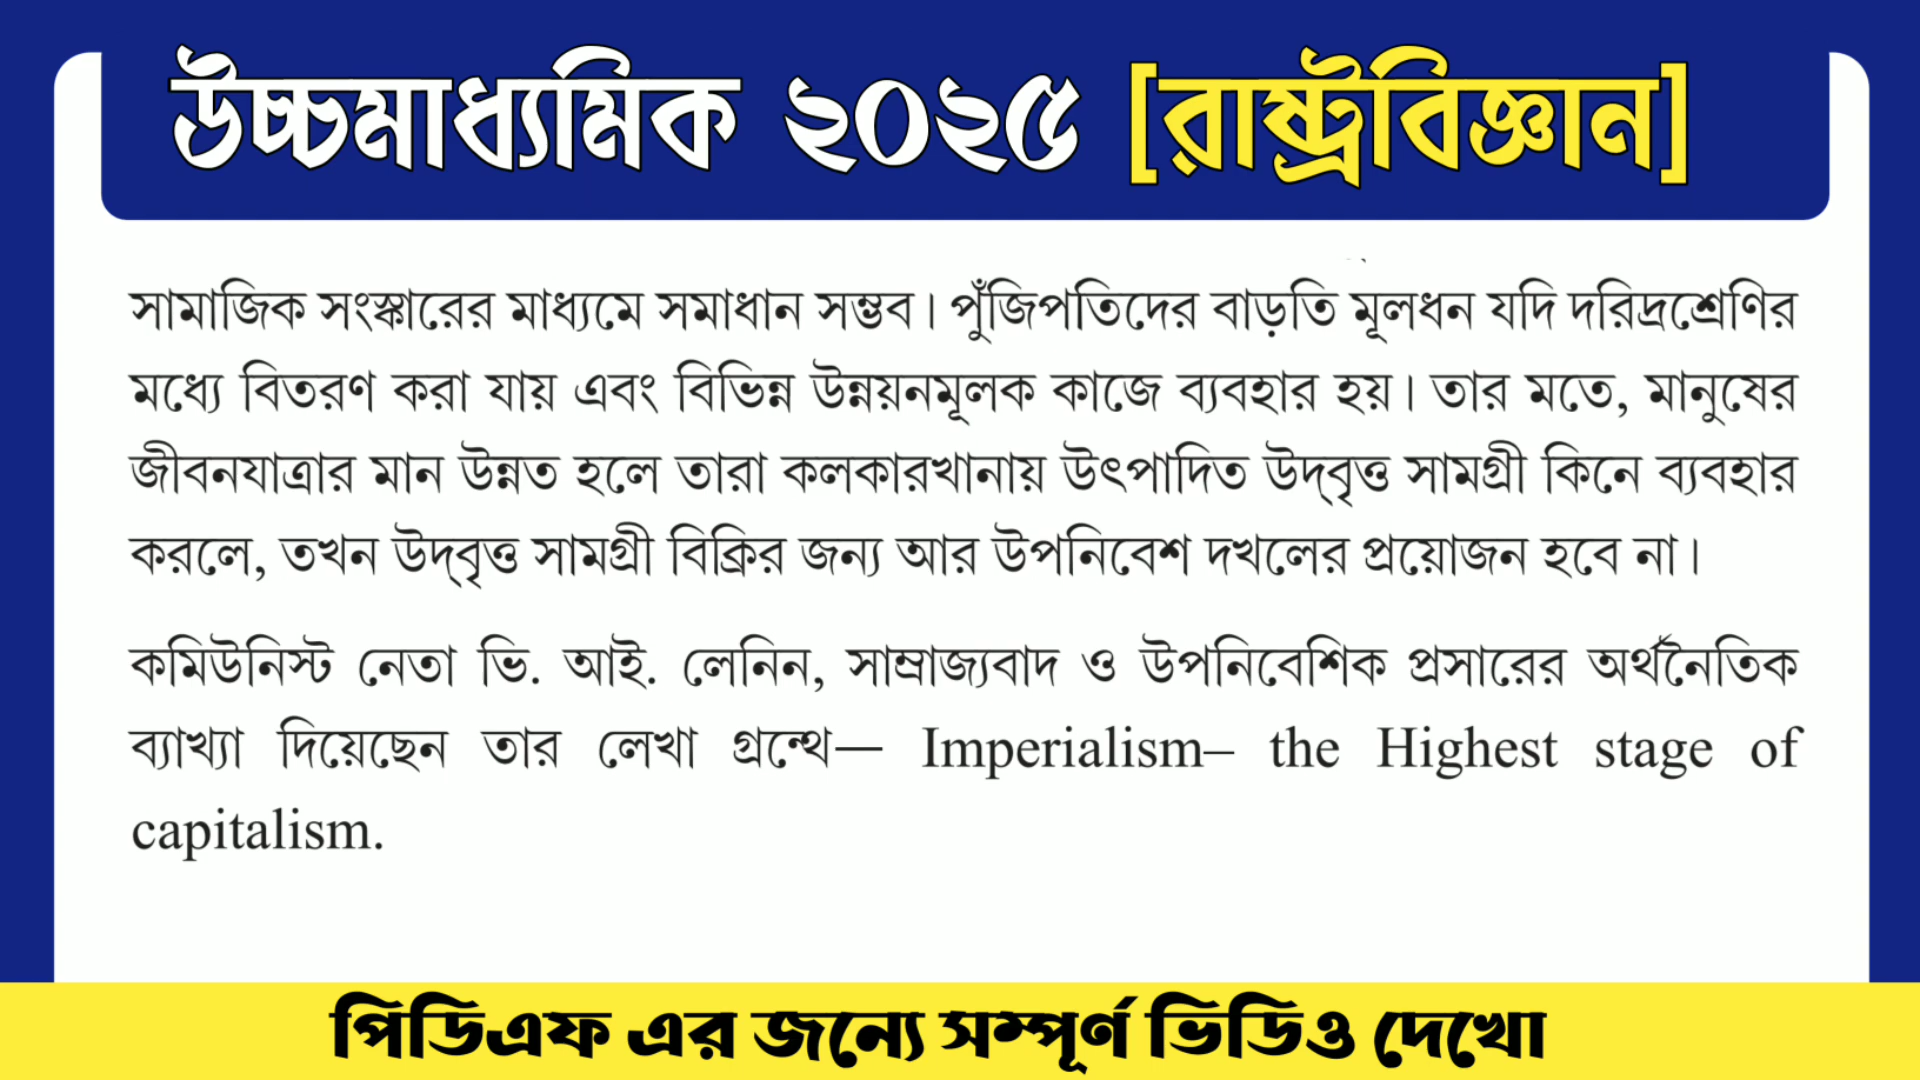 উচ্চমাধ্যমিক ২০২৫ [রাষ্ট্রবিজ্ঞান]
সামাজিক সংস্কারের মাধ্যমে সমাধান সম্ভব। পুঁজিপতিদের বাড়তি মূলধন যদি দরিদ্রশ্রেণির
মধ্যে বিতরণ করা যায় এবং বিভিন্ন উন্নয়নমূলক কাজে ব্যবহার হয়। তার মতে, মানুষের
জীবনযাত্রার মান উন্নত হলে তারা কলকারখানায় উৎপাদিত উদ্‌বৃত্ত সামগ্রী কিনে ব্যবহার
করলে, তখন উদ্‌বৃত্ত সামগ্রী বিক্রির জন্য আর উপনিবেশ দখলের প্রয়োজন হবে না।
কমিউনিস্ট নেতা ভি. আই. লেনিন, সাম্রাজ্যবাদ ও উপনিবেশিক প্রসারের অর্থনৈতিক
ব্যাখ্যা দিয়েছেন তার লেখা গ্রন্থে— Imperialism– the Highest stage of
capitalism.
পিডিএফ এর জন্যে সম্পূর্ণ ভিডিও দেখো